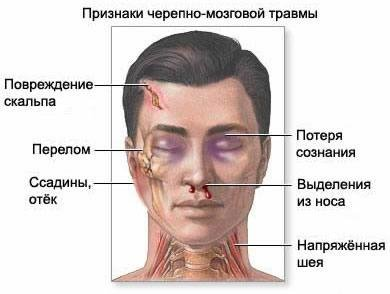 Признаки черепно-мозговой травмы
Повреждение
скальпа
Перелом
Ссадины,
отёк
Потеря
сознания
Выделения
из носа
Напряжённая
шея